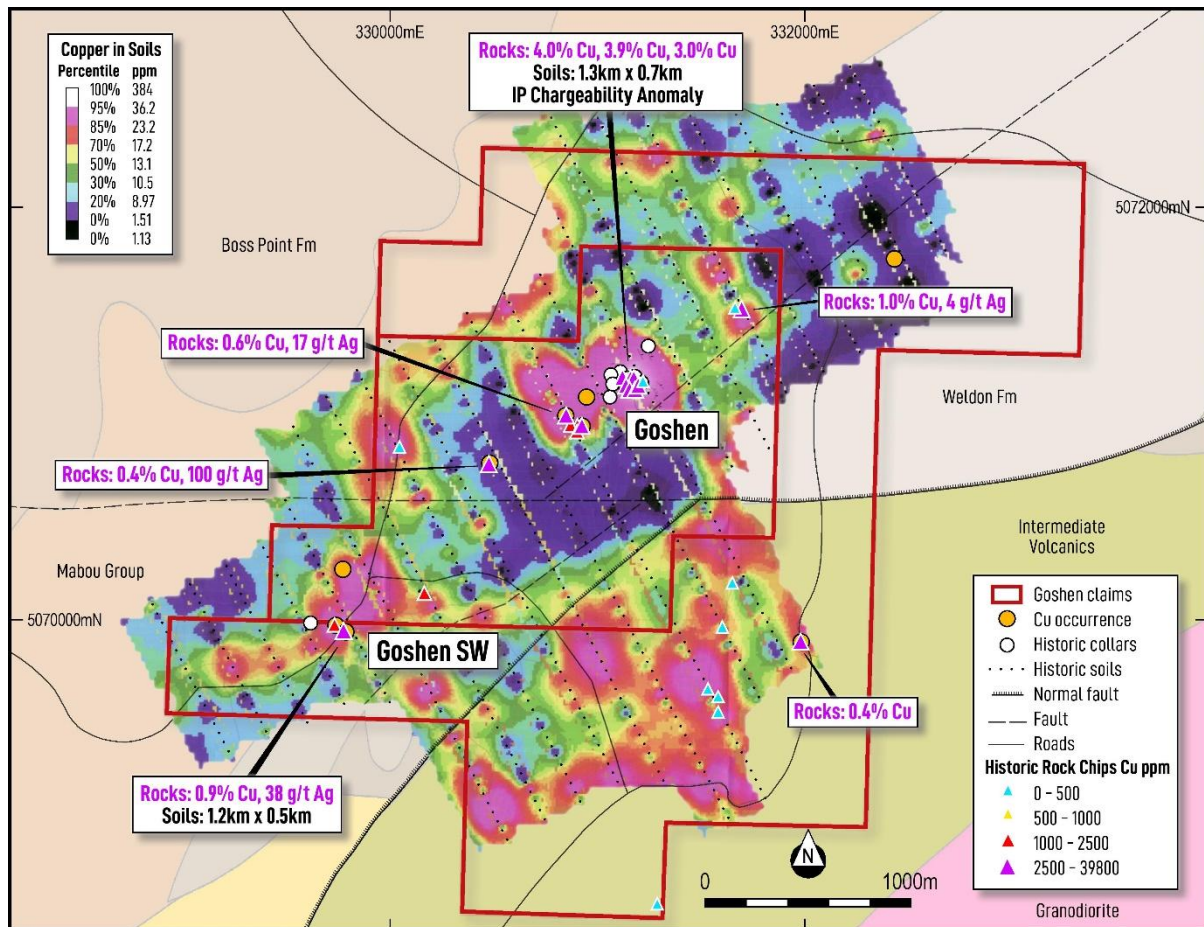 330000mE
332000mE
Copper in Soils
Percentile ppm
100% 384
95% 36.2
85% 23.2
70% 17.2
50% 13.1
30% 10.5
20% 8.97
0% 1.51
0% 1.13
Rocks: 4.0% Cu, 3.9% Cu, 3.0% Cu
Soils: 1.3km x 0.7km
IP Chargeability Anomaly
5072000mN
Boss Point Fm
Rocks: 1.0% Cu, 4 g/t Ag
Rocks: 0.6% Cu, 17 g/t Ag
Weldon Fm
Goshen
Rocks: 0.4% Cu, 100 g/t Ag
Intermediate
Volcanics
Mabou Group
5070000mN
Goshen SW
Rocks: 0.4% Cu
Rocks: 0.9% Cu, 38 g/t Ag
Soils: 1.2km x 0.5km
Goshen claims
Cu occurrence
Historic collars
Historic soils
Normal fault
Fault
Roads
Historic Rock Chips Cu ppm
0 - 500
500 - 1000
1000 - 2500
2500 - 39800
N
0 1000m
Granodiorite